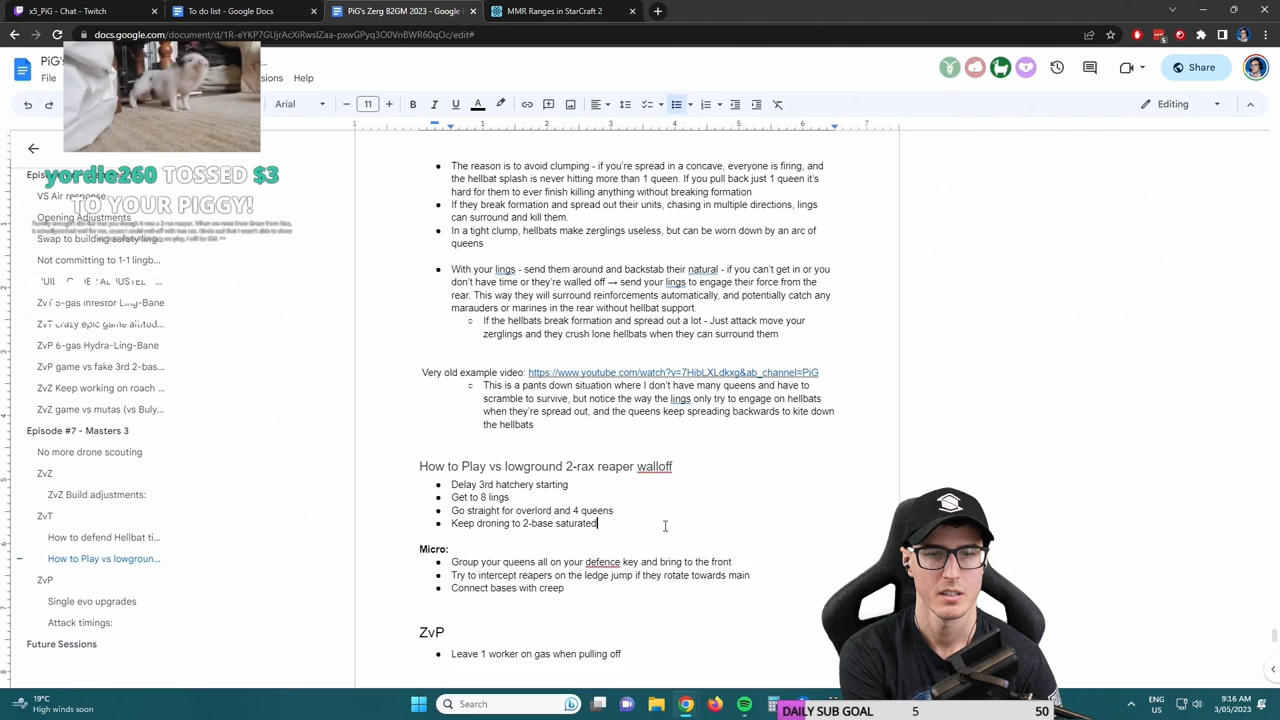 x5_PiG - Twitch
PiG's Zerg B2GM 2023 - Google D
MMR Ranges in StarCraft 2
docs.google.com/document/d/1R-eYKP7GUjrAcXiRwsIZaa-pxwGPyq3O0VnBWR60qOc/edit#
PiG's
File
Help
Share
Arial
11
Editing
yordle260 TOSSED $3
TO YOUR PIGGY!
VS Air response
Opening Adjustments
Swap to building safety ling...
Not committing to 1-1 lingb...
ZvT 5-gas Infestor Ling-Bane
ZvT crazy epic game altitud...
ZvP 6-gas Hydra-Ling-Bane
ZvP game vs fake 3rd 2-bas...
ZvZ Keep working on roach ...
ZvZ game vs mutas (vs Buly...
Episode #7 - Masters 3
No more drone scouting
ZvZ
ZvZ Build adjustments:
ZvT
How to defend Hellbat ti...
How to Play vs lowgroun...
ZvP
Single evo upgrades
Attack timings:
Future Sessions
● The reason is to avoid clumping - if you're spread in a concave, everyone is firing, and
the hellbat splash is never hitting more than 1 queen. If you pull back just 1 queen it's
hard for them to ever finish killing anything without breaking formation
● If they break formation and spread out their units, chasing in multiple directions, lings
can surround and kill them.
● In a tight clump, hellbats make zerglings useless, but can be worn down by an arc of
queens
● With your lings - send them around and backstab their natural - if you can't get in or you
don't have time or they're walled off → send your lings to engage their force from the
rear. This way they will surround reinforcements automatically, and potentially catch any
marauders or marines in the rear without hellbat support.
○ If the hellbats break formation and spread out a lot - Just attack move your
zerglings and they crush lone hellbats when they can surround them
Very old example video: https://www.youtube.com/watch?v=7HibLXLdkxg&ab_channel=PiG
○ This is a pants down situation where I don't have many queens and have to
scramble to survive, but notice the way the lings only try to engage on hellbats
when they're spread out, and the queens keep spreading backwards to kite down
the hellbats
How to Play vs lowground 2-rax reaper walloff
● Delay 3rd hatchery starting
● Get to 8 lings
● Go straight for overlord and 4 queens
● Keep droning to 2-base saturated
Micro:
● Group your queens all on your defence key and bring to the front
● Try to intercept reapers on the ledge jump if they rotate towards main
● Connect bases with creep
ZvP
● Leave 1 worker on gas when pulling off
19°C
High winds soon
Search
ENG
US
9:16 AM
3/05/2023
DAILY SUB GOAL 5 50